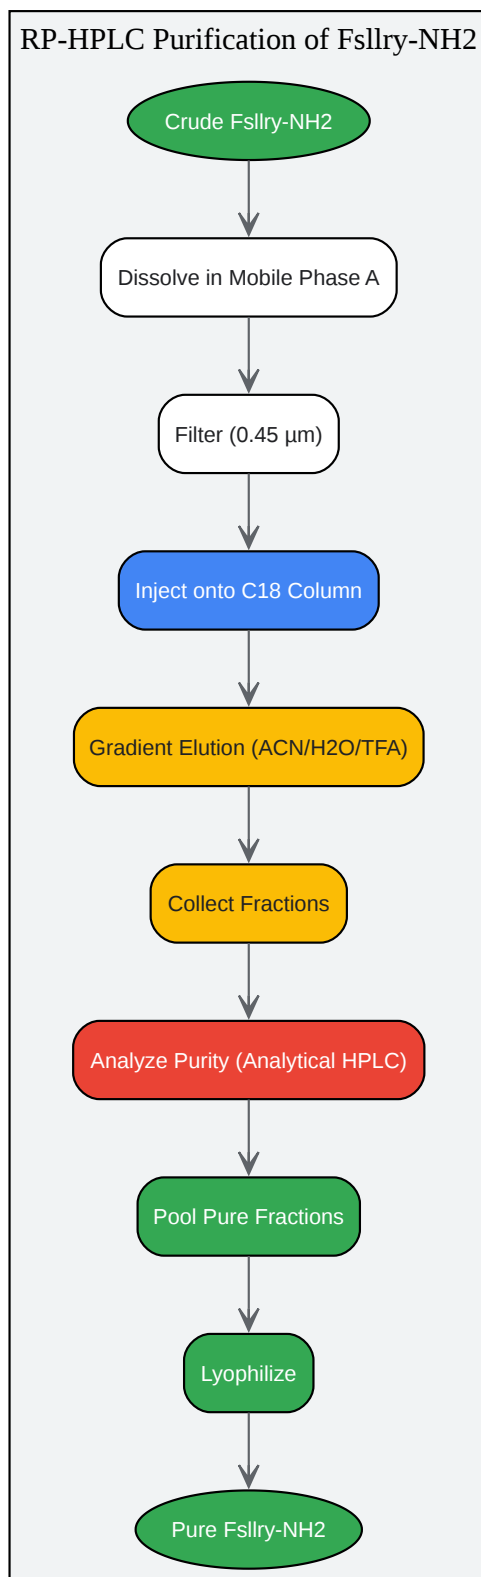 RP-HPLC Purification of Fsllry-NH2
Crude Fsllry-NH2
Dissolve in Mobile Phase A
Filter (0.45 µm)
Inject onto C18 Column
Gradient Elution (ACN/H2O/TFA)
Collect Fractions
Analyze Purity (Analytical HPLC)
Pool Pure Fractions
Lyophilize
Pure Fsllry-NH2